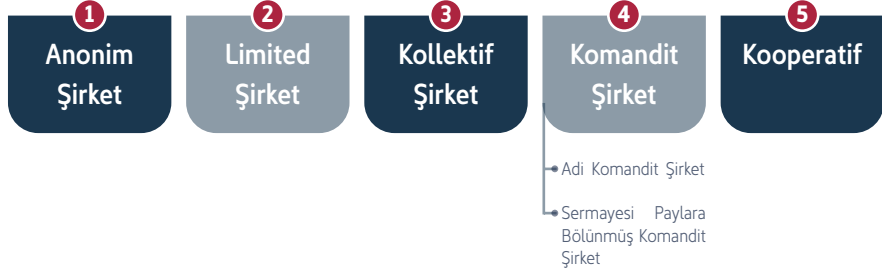 1
Anonim
Şirket
2
Limited
Şirket
3
Kollektif
Şirket
4
Komandit
Şirket
Adi Komandit Şirket
Sermayesi Paylara
Bölünmüş Komandit
Şirket
5
Kooperatif